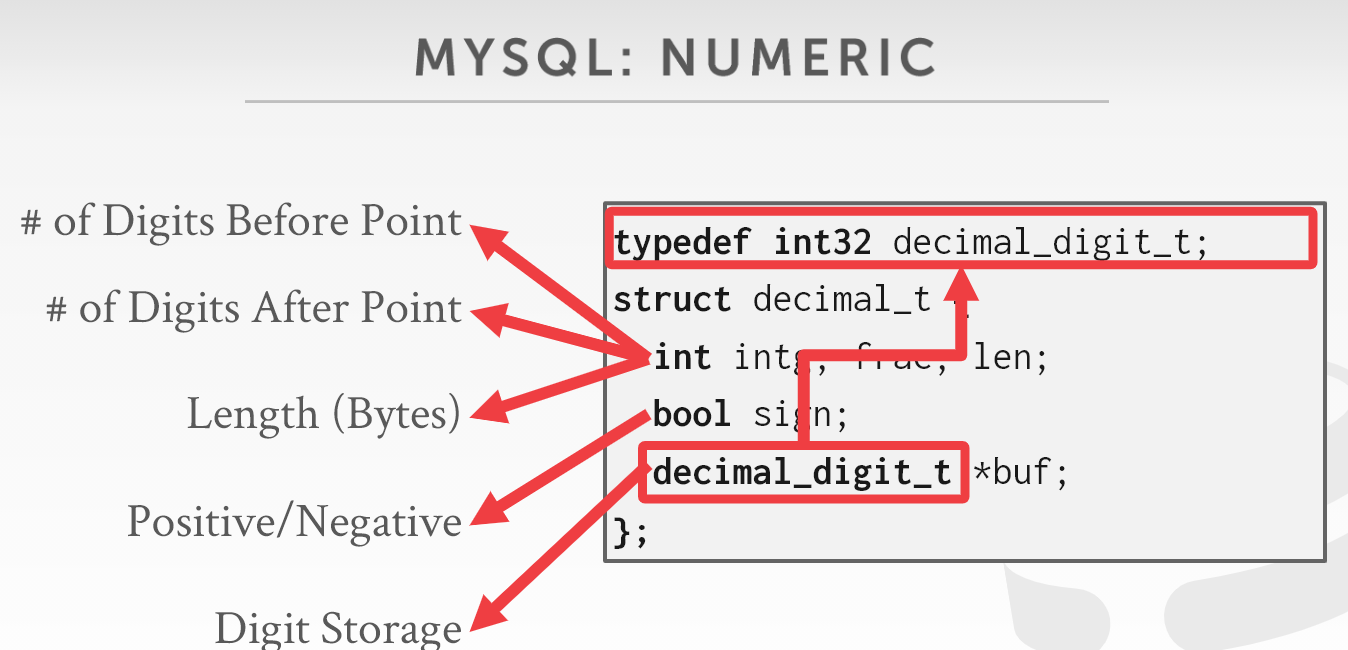 MYSQL: NUMERIC
# of Digits Before Point
# of Digits After Point
Length (Bytes)
Positive/Negative
Digit Storage
typedef int32 decimal_digit_t;
struct decimal_t {
int intg, frac, len;
bool sign;
decimal_digit_t *buf;
};